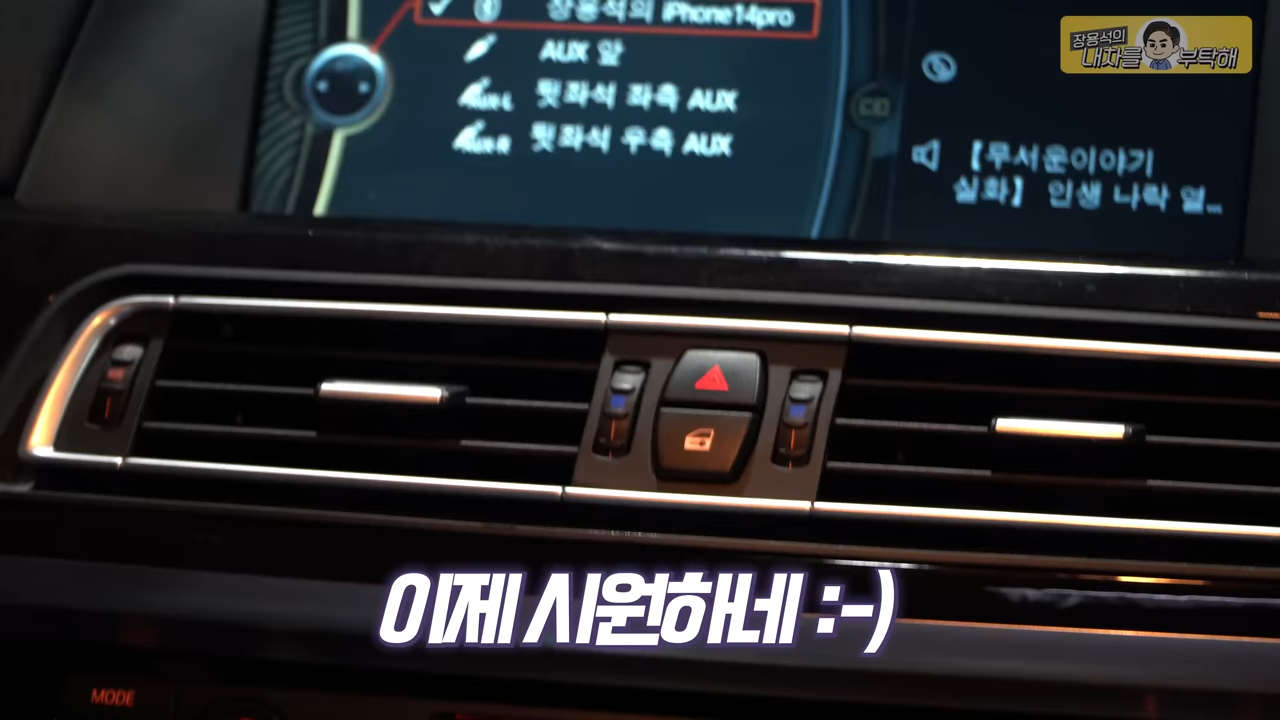 장용석의 iPhone14pro
AUX 앞
AUX-L 뒷좌석 좌측 AUX
AUX-R 뒷좌석 우측 AUX
장용석의
내차를 부탁해
【무서운이야기
실화】 인생 나락 열...
이제 시원하네 :-)
MODE